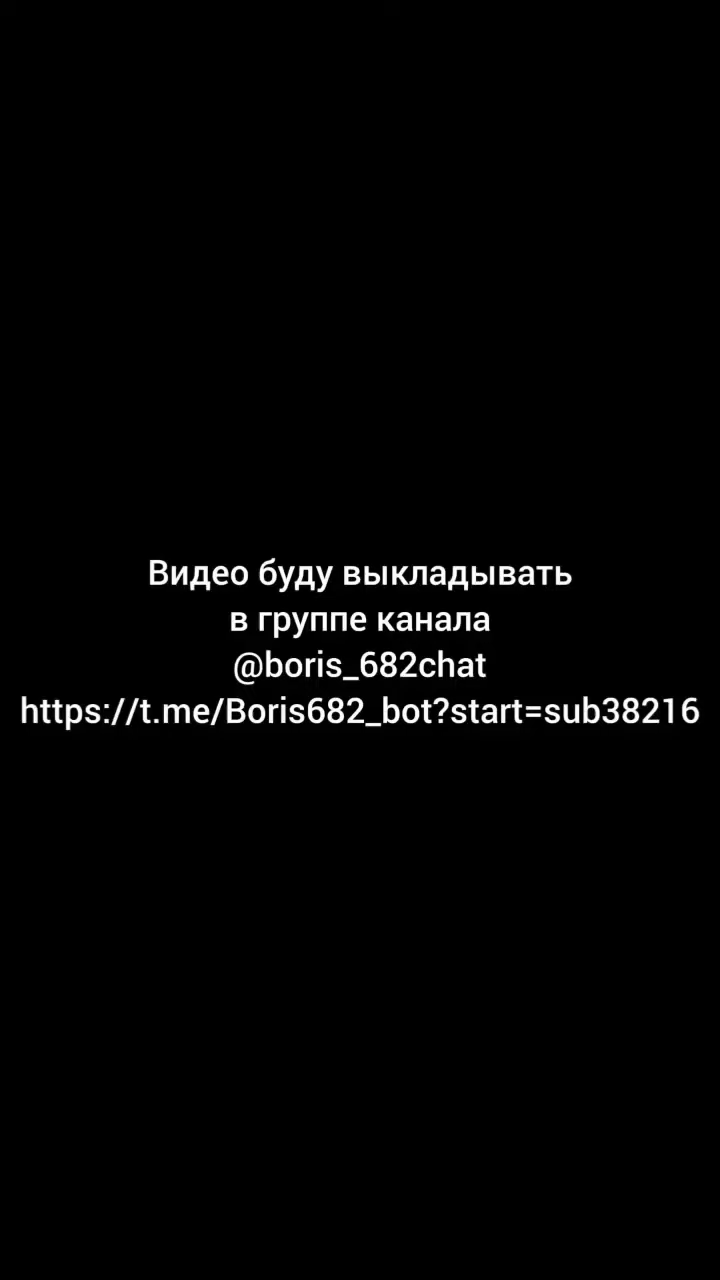 Видео буду выкладывать
в группе канала
@boris_682chat
https://t.me/Boris682_bot?start=sub38216